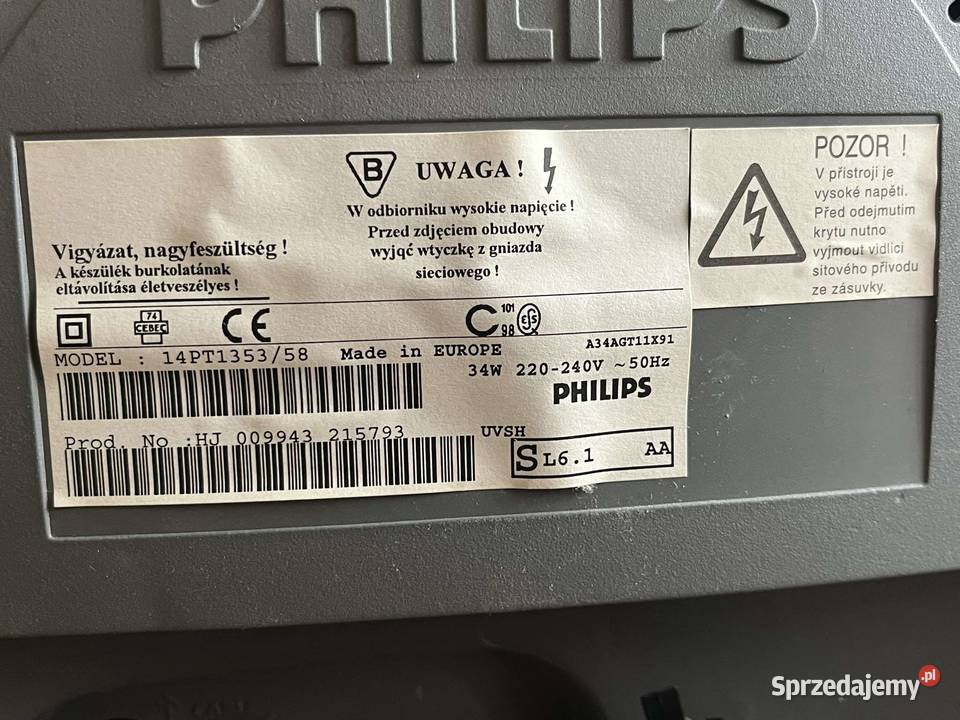 PHILIPS
B
UWAGA !
W odbiorniku wysokie napięcie !
Przed zdjęciem obudowy
wyjąć wtyczkę z gniazda
sieciowego !
Vigyázat, nagyfeszültség !
A készülék burkolatának
eltávolítása életveszélyes !
POZOR !
V přístroji je
vysoké napětí.
Před odejmutím
krytu nutno
vyjmout vidlici
síťového přívodu
ze zásuvky.
74
CEBEC
CE
C 101
98
EJS
A34AGT11X91
MODEL : 14PT1353/58 Made in EUROPE
34W 220-240V ~50Hz
PHILIPS
Prod. No :HJ 009943 215793
UVSH
S L6.1 AA
Sprzedajemy.pl